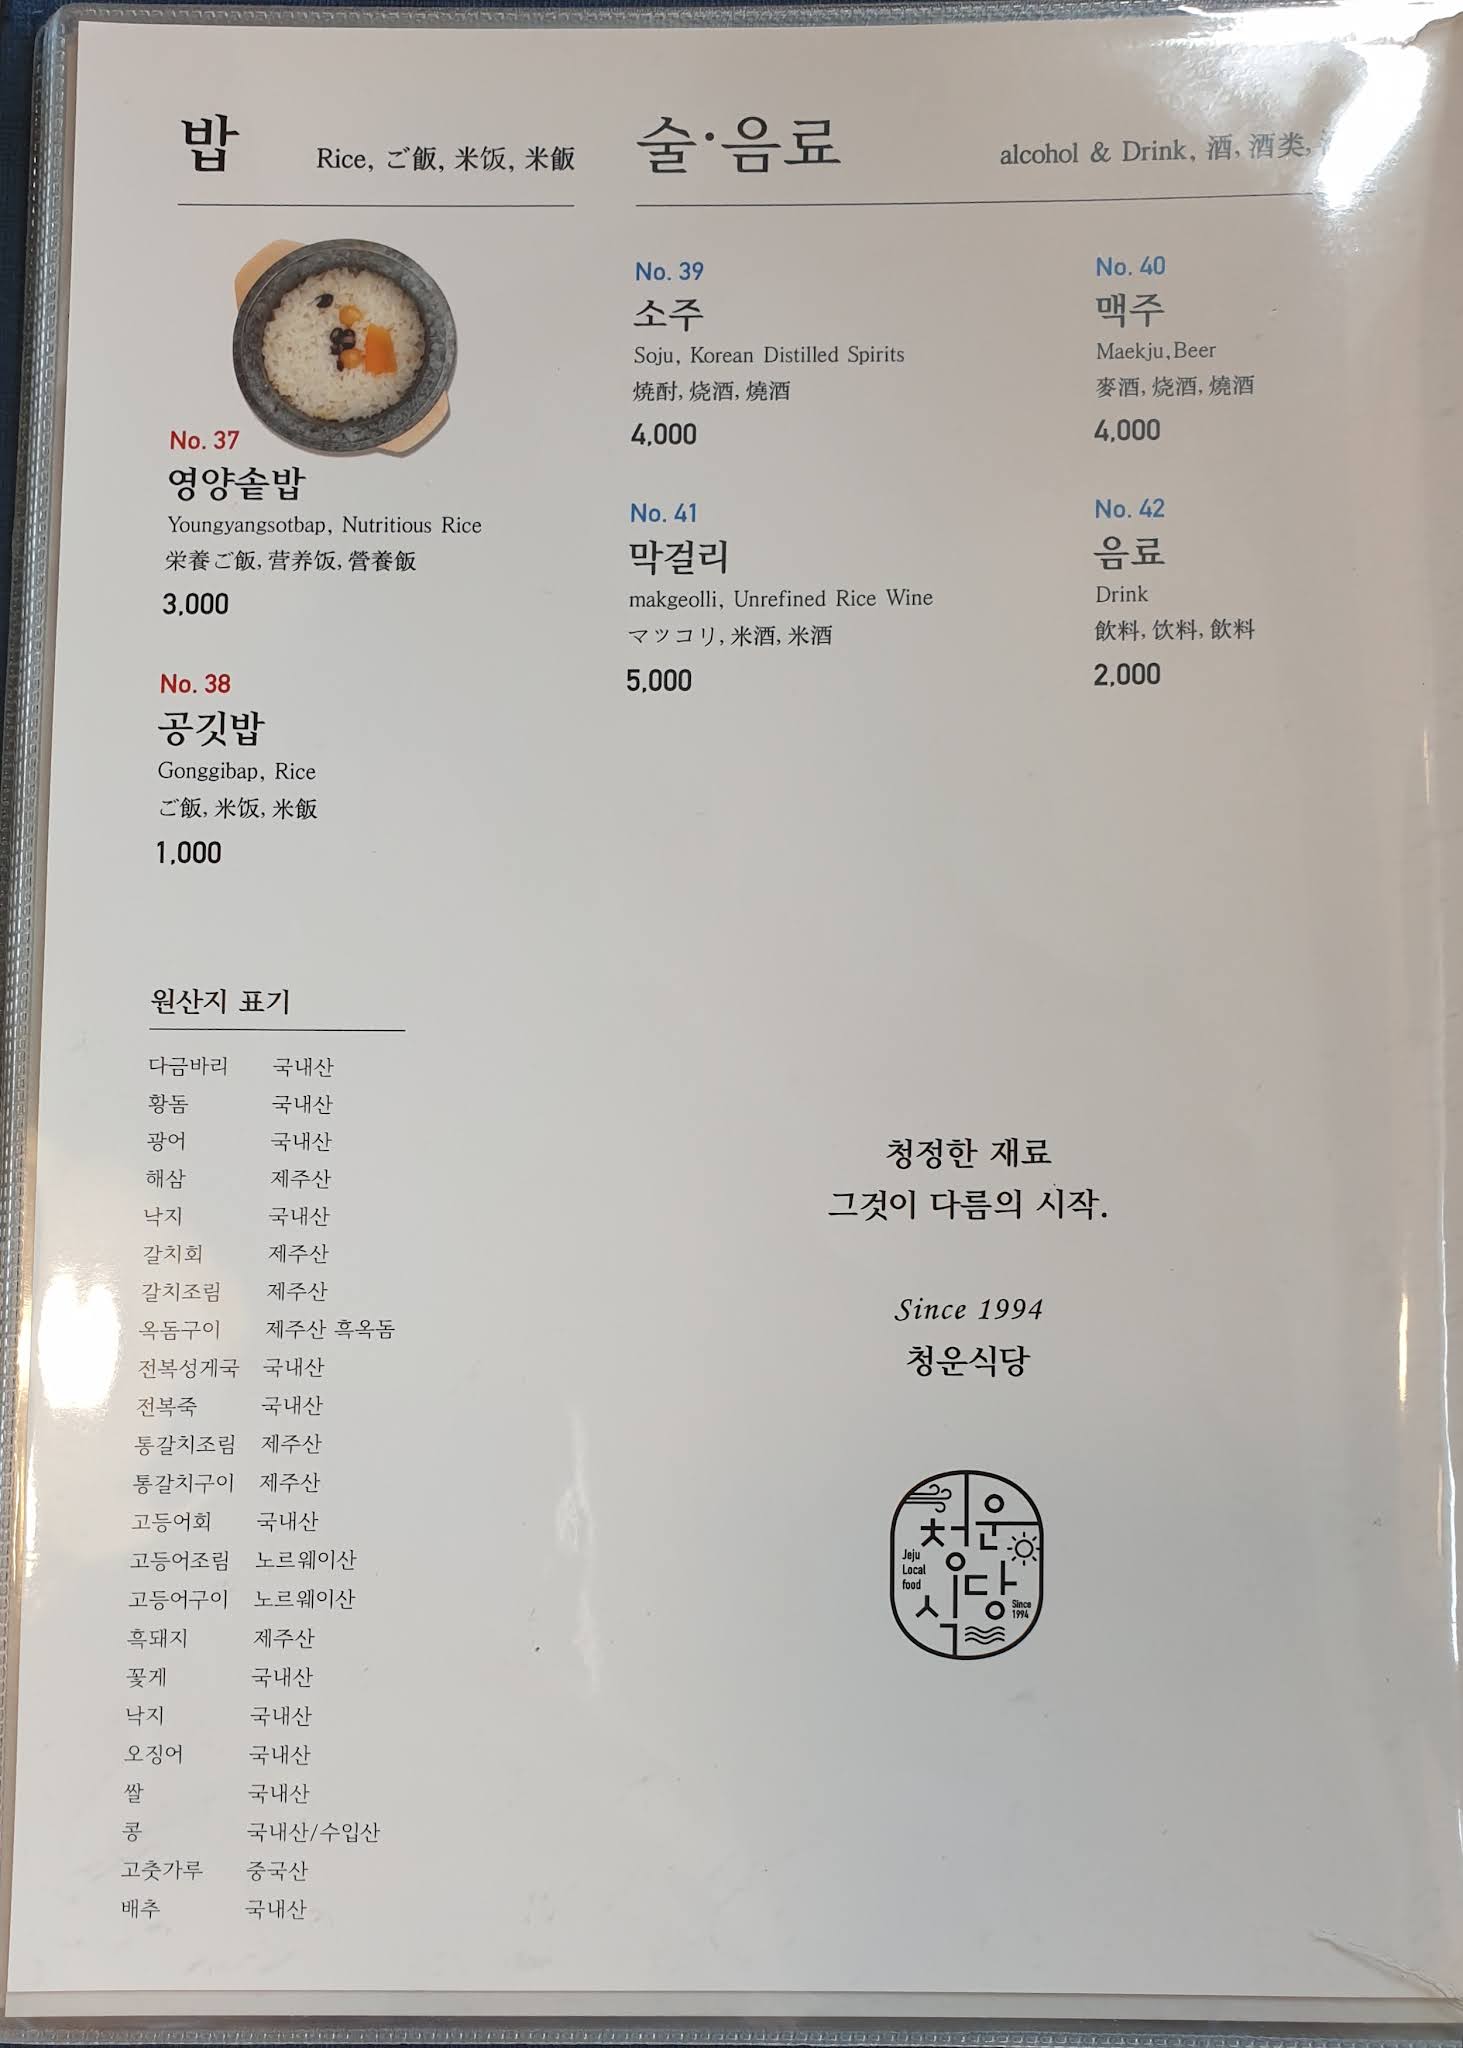 밥
Rice, ご飯, 米饭, 米飯
No. 37
영양솥밥
Youngyangsotbap, Nutritious Rice
栄養ご飯, 营养饭, 營養飯
3,000
No. 38
공깃밥
Gonggibap, Rice
ご飯, 米饭, 米飯
1,000
술·음료
alcohol & Drink, 酒, 酒类,
No. 39
소주
Soju, Korean Distilled Spirits
焼酎, 烧酒, 燒酒
4,000
No. 40
맥주
Maekju,Beer
麥酒, 烧酒, 燒酒
4,000
No. 41
막걸리
makgeolli, Unrefined Rice Wine
マッコリ, 米酒, 米酒
5,000
No. 42
음료
Drink
飮料, 饮料, 飮料
2,000
원산지 표기
다금바리 국내산
황돔 국내산
광어 국내산
해삼 제주산
낙지 국내산
갈치회 제주산
갈치조림 제주산
옥돔구이 제주산 흑옥돔
전복성게국 국내산
전복죽 국내산
통갈치조림 제주산
통갈치구이 제주산
고등어회 국내산
고등어조림 노르웨이산
고등어구이 노르웨이산
흑돼지 제주산
꽃게 국내산
낙지 국내산
오징어 국내산
쌀 국내산
콩 국내산/수입산
고춧가루 중국산
배추 국내산
청정한 재료
그것이 다름의 시작.
Since 1994
청운식당
청운
식당
Jeju
Local
food
Since
1994